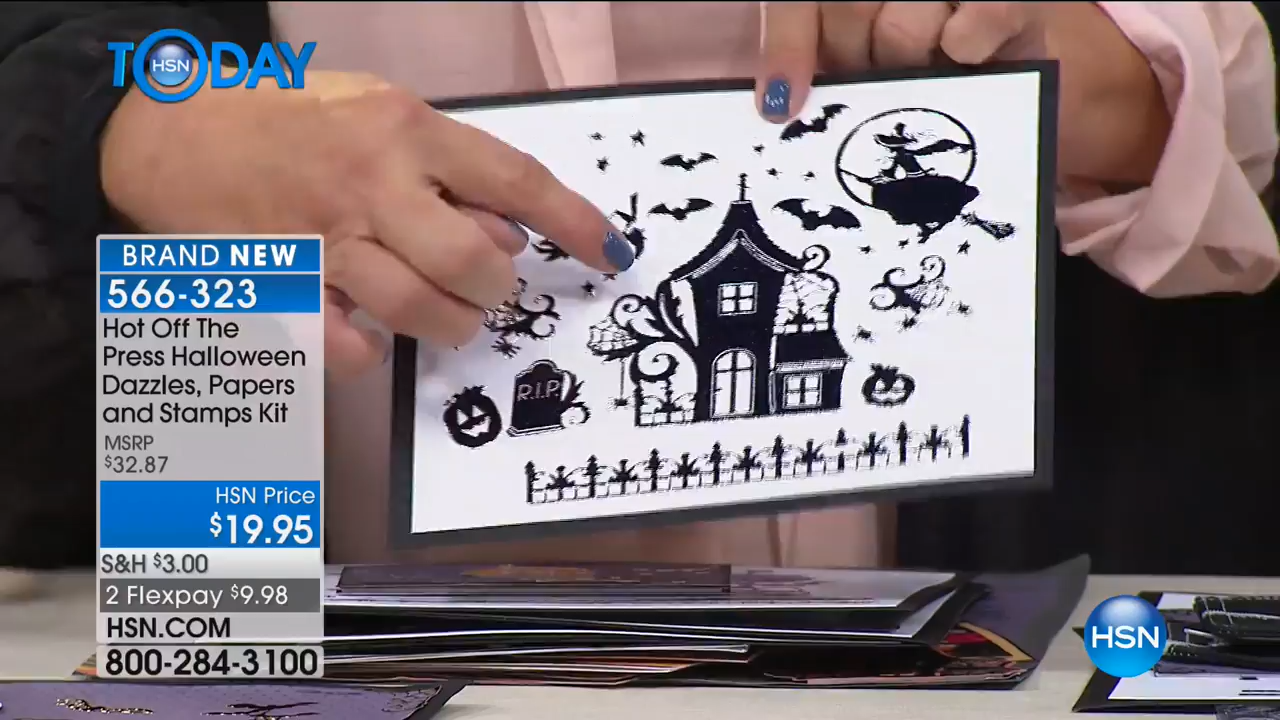 TODAY
HSN
BRAND NEW
566-323
Hot Off The
Press Halloween
Dazzles, Papers
and Stamps Kit
MSRP
$32.87
HSN Price
$19.95
S&H $3.00
2 Flexpay $9.98
HSN.COM
800-284-3100
R.I.P.
HSN